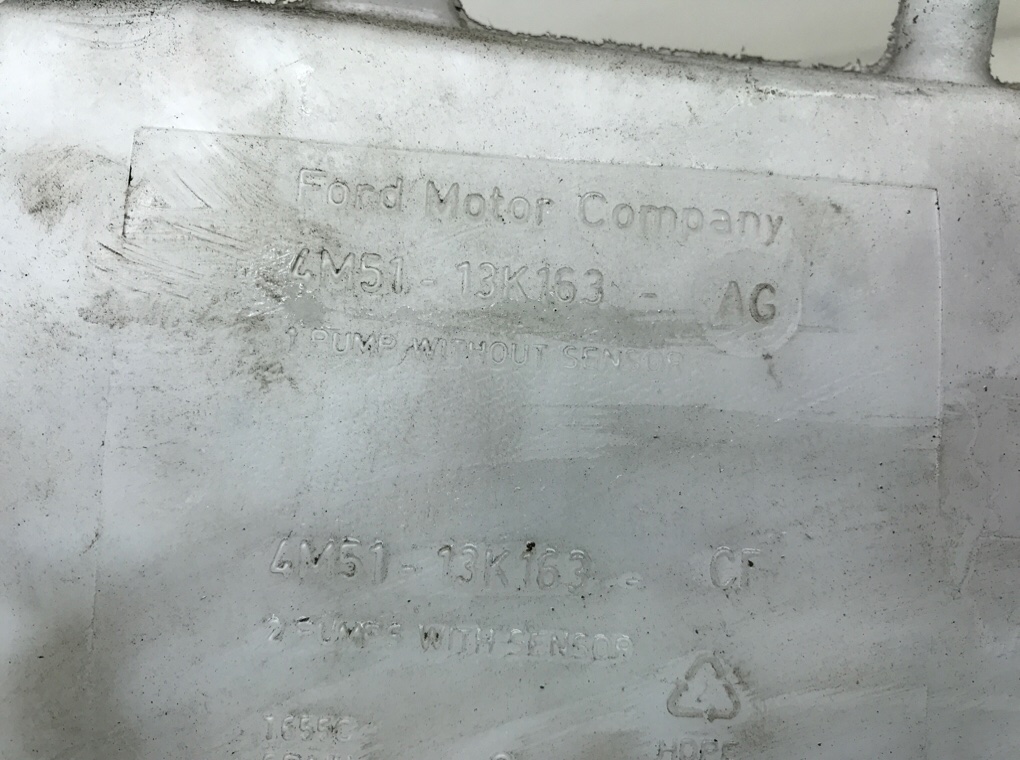 Ford Motor Company
4M51 - 13K163 - AG
1 PUMP WITHOUT SENSOR
4M51 - 13K163 - CF
2 PUMPS WITH SENSOR
HDPE